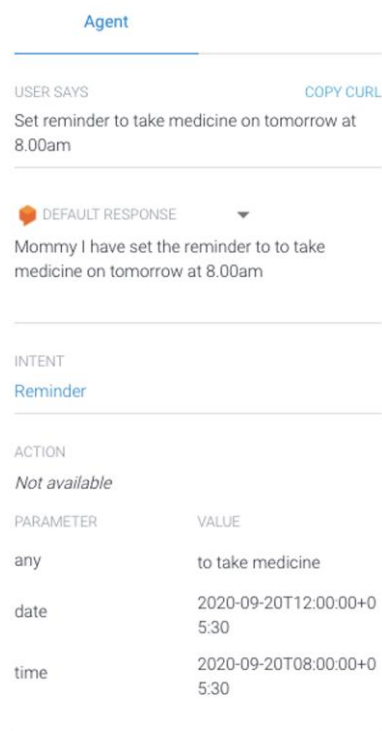 Agent
USER SAYS COPY CURL
Set reminder to take medicine on tomorrow at
8.00am
DEFAULT RESPONSE
Mommy I have set the reminder to to take
medicine on tomorrow at 8.00am
INTENT
Reminder
ACTION
Not available
PARAMETER VALUE
any to take medicine
date 2020-09-20T12:00:00+0
5:30
time 2020-09-20T08:00:00+0
5:30